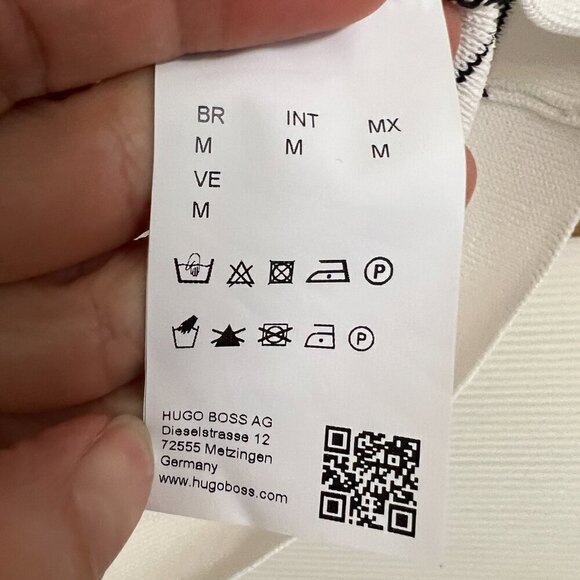 BR INT MX
M M M
VE
M
P
P
HUGO BOSS AG
Dieselstrasse 12
72555 Metzingen
Germany
www.hugoboss.com